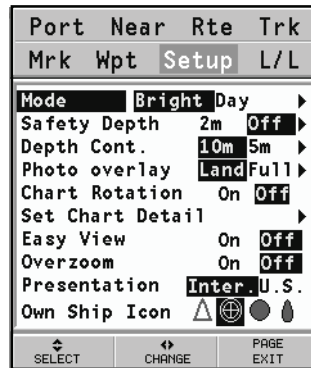 Port Near Rte Trk
Mrk Wpt Setup L/L
Mode Bright Day
Safety Depth 2m Off
Depth Cont. 10m 5m
Photo overlay Land Full
Chart Rotation On Off
Set Chart Detail
Easy View On Off
Overzoom On Off
Presentation Inter. U.S.
Own Ship Icon
SELECT CHANGE PAGE EXIT